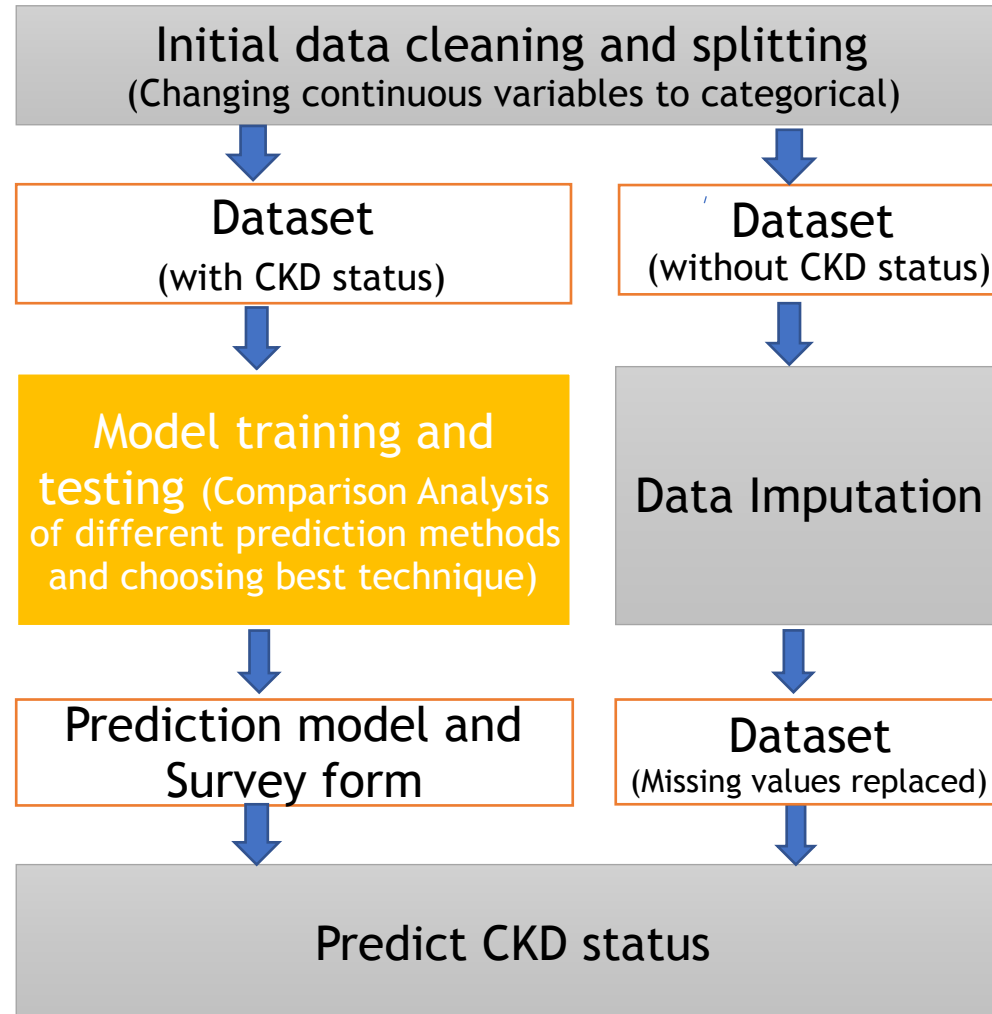 Initial data cleaning and splitting
(Changing continuous variables to categorical)
Dataset
(with CKD status)
Dataset
(without CKD status)
Model training and
testing (Comparison Analysis
of different prediction methods
and choosing best technique)
Data Imputation
Prediction model and
Survey form
Dataset
(Missing values replaced)
Predict CKD status